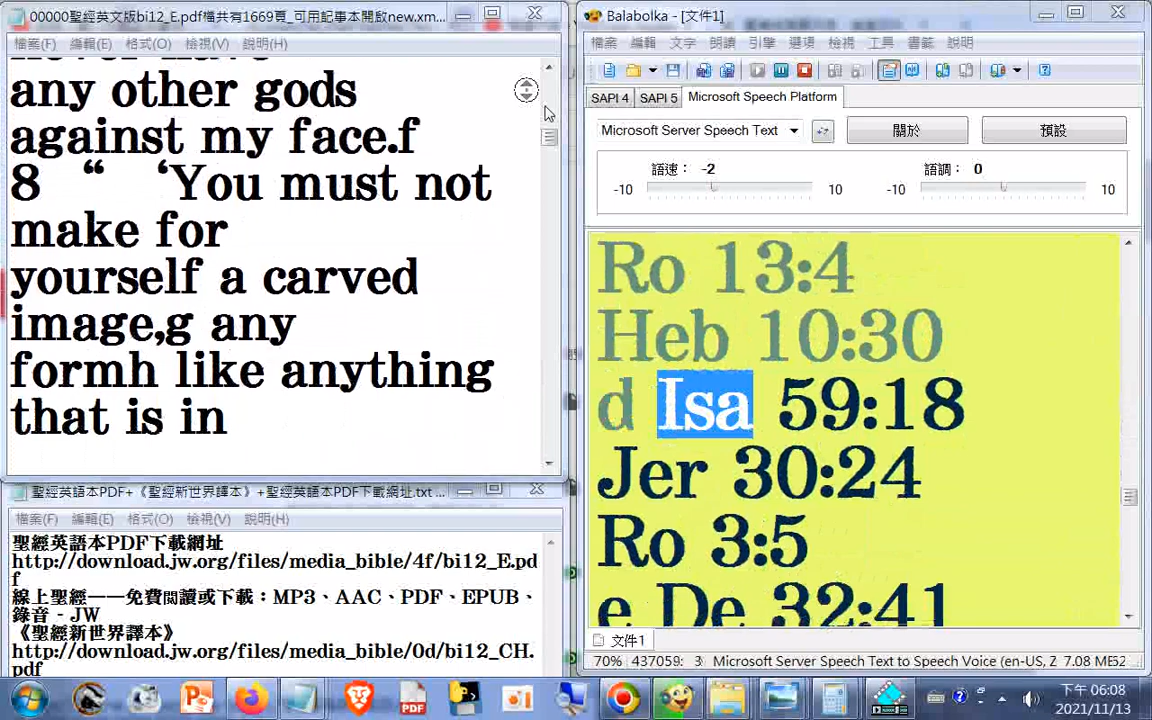 00000聖經英文版bi12_E.pdf檔共有1669頁_可用記事本開啟new.xm...
檔案(F) 編輯(E) 格式(O) 檢視(V) 說明(H)
any other gods
against my face.f
8 “ ‘You must not
make for
yourself a carved
image,g any
formh like anything
that is in
聖經英語本PDF+《聖經新世界譯本》+聖經英語本PDF下載網址.txt ...
檔案(F) 編輯(E) 格式(O) 檢視(V) 說明(H)
聖經英語本PDF下載網址
http://download.jw.org/files/media_bible/4f/bi12_E.pd
f
線上聖經——免費閱讀或下載：MP3、AAC、PDF、EPUB、
錄音 - JW
《聖經新世界譯本》
http://download.jw.org/files/media_bible/0d/bi12_CH.
pdf
Balabolka - [文件1]
檔案 編輯 文字 朗讀 引擎 選項 檢視 工具 書籤 說明
SAPI 4 SAPI 5 Microsoft Speech Platform
Microsoft Server Speech Text 關於 預設
語速： -2 語調： 0
-10 10 -10 10
Ro 13:4
Heb 10:30
d Isa 59:18
Jer 30:24
Ro 3:5
e De 32:41
文件1
70% 437059: 3 Microsoft Server Speech Text to Speech Voice (en-US, Z 7.08 ME52
下午 06:08
2021/11/13